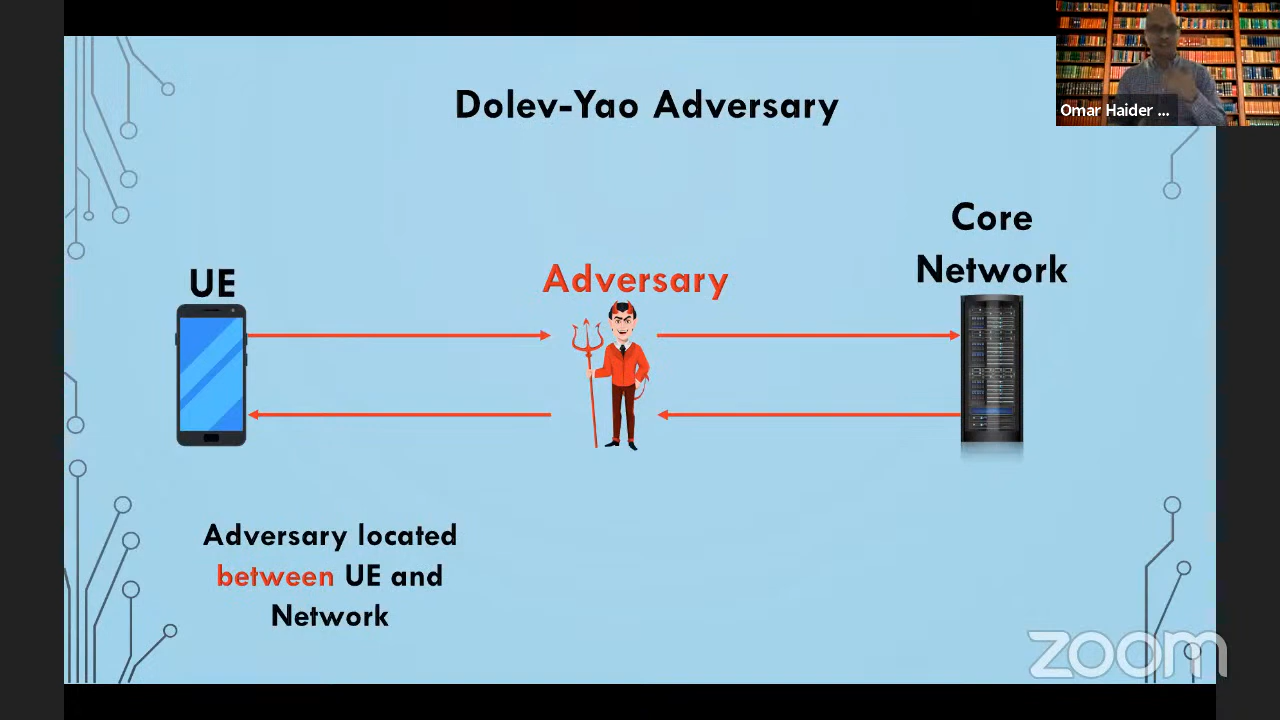 Dolev-Yao Adversary
Omar Haider ...
Core
Network
UE
Adversary
Adversary located
between UE and
Network
zoom